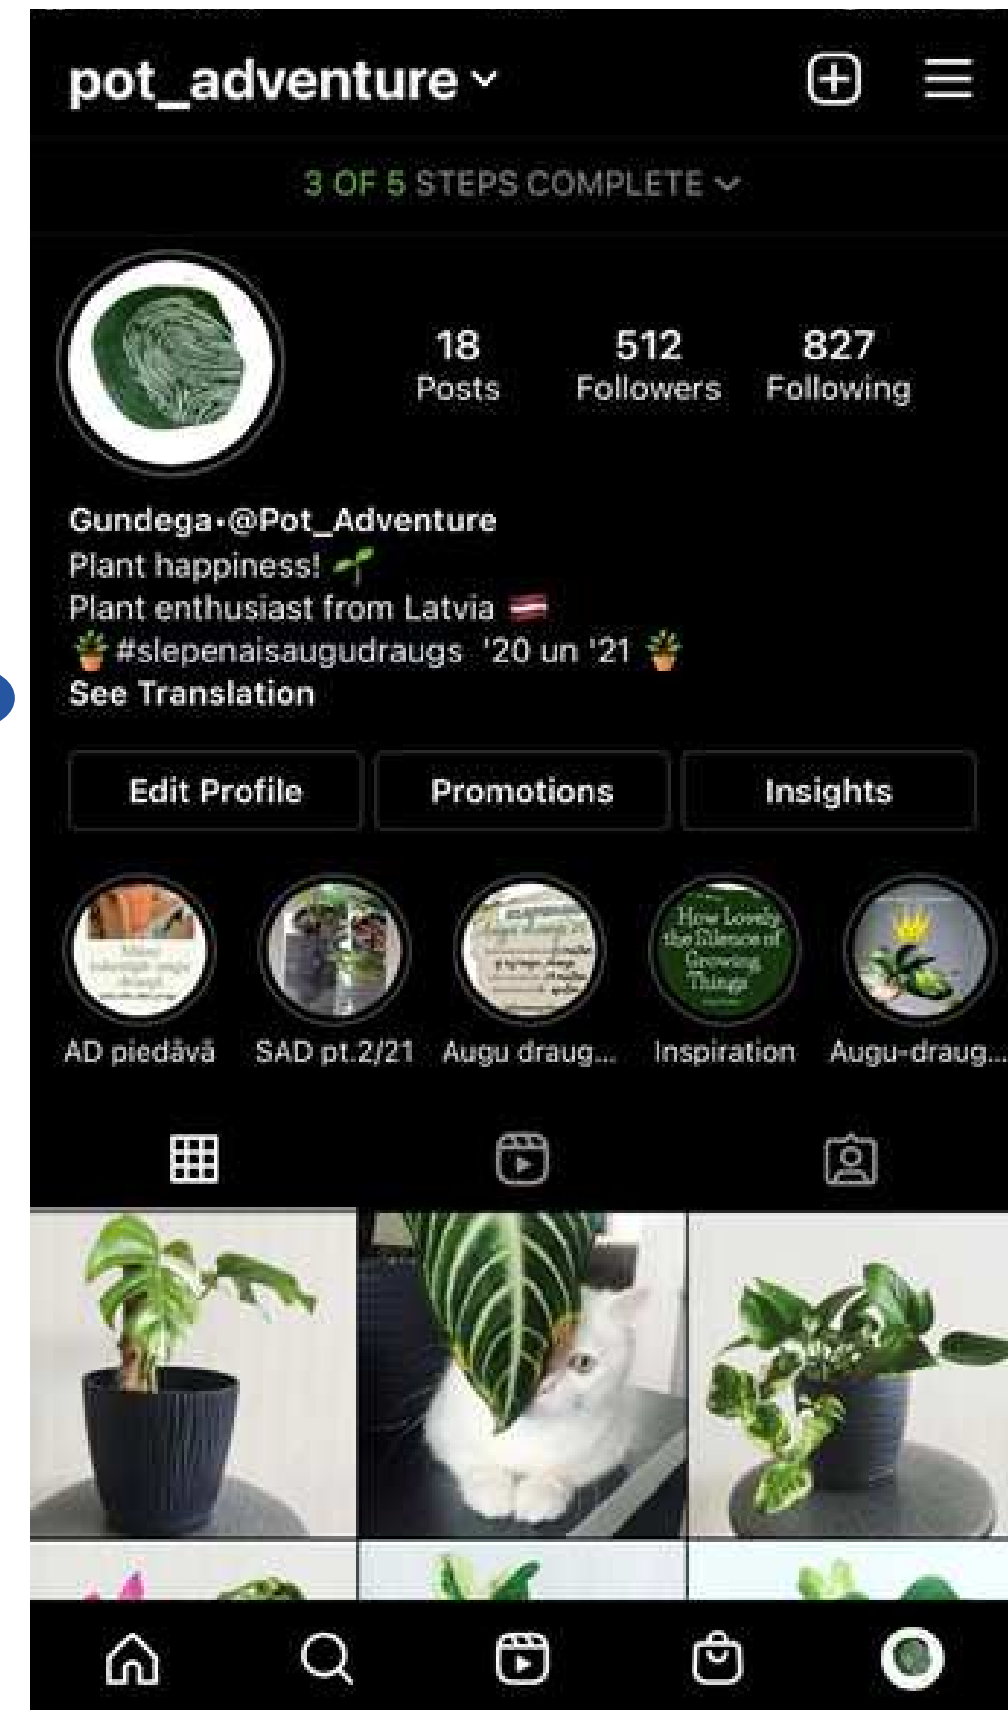 pot_adventure
3 OF 5 STEPS COMPLETE
18 512 827
Posts Followers Following
Gundega•@Pot_Adventure
Plant happiness! 🌱
Plant enthusiast from Latvia 🇱🇻
🪴#slepenaisaugudraugs '20 un '21 🪴
See Translation
Edit Profile Promotions Insights
How Lovely
the Silence of
Growing
Things
AD piedāvā SAD pt.2/21 Augu draug... Inspiration Augu-draug...